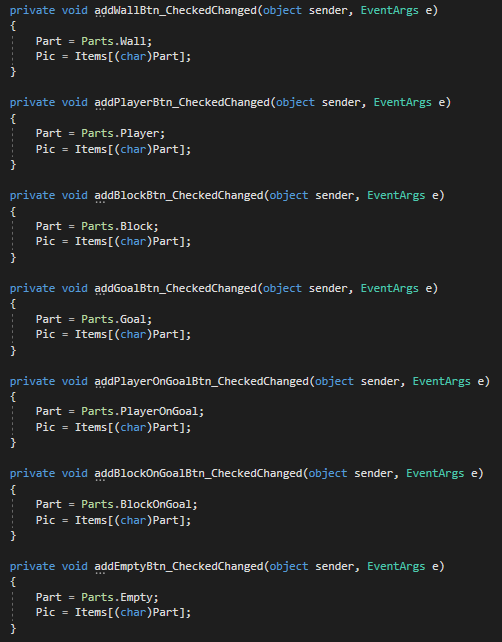 private void addWallBtn_CheckedChanged(object sender, EventArgs e)
{
    Part = Parts.Wall;
    Pic = Items[(char)Part];
}
private void addPlayerBtn_CheckedChanged(object sender, EventArgs e)
{
    Part = Parts.Player;
    Pic = Items[(char)Part];
}
private void addBlockBtn_CheckedChanged(object sender, EventArgs e)
{
    Part = Parts.Block;
    Pic = Items[(char)Part];
}
private void addGoalBtn_CheckedChanged(object sender, EventArgs e)
{
    Part = Parts.Goal;
    Pic = Items[(char)Part];
}
private void addPlayerOnGoalBtn_CheckedChanged(object sender, EventArgs e)
{
    Part = Parts.PlayerOnGoal;
    Pic = Items[(char)Part];
}
private void addBlockOnGoalBtn_CheckedChanged(object sender, EventArgs e)
{
    Part = Parts.BlockOnGoal;
    Pic = Items[(char)Part];
}
private void addEmptyBtn_CheckedChanged(object sender, EventArgs e)
{
    Part = Parts.Empty;
    Pic = Items[(char)Part];
}